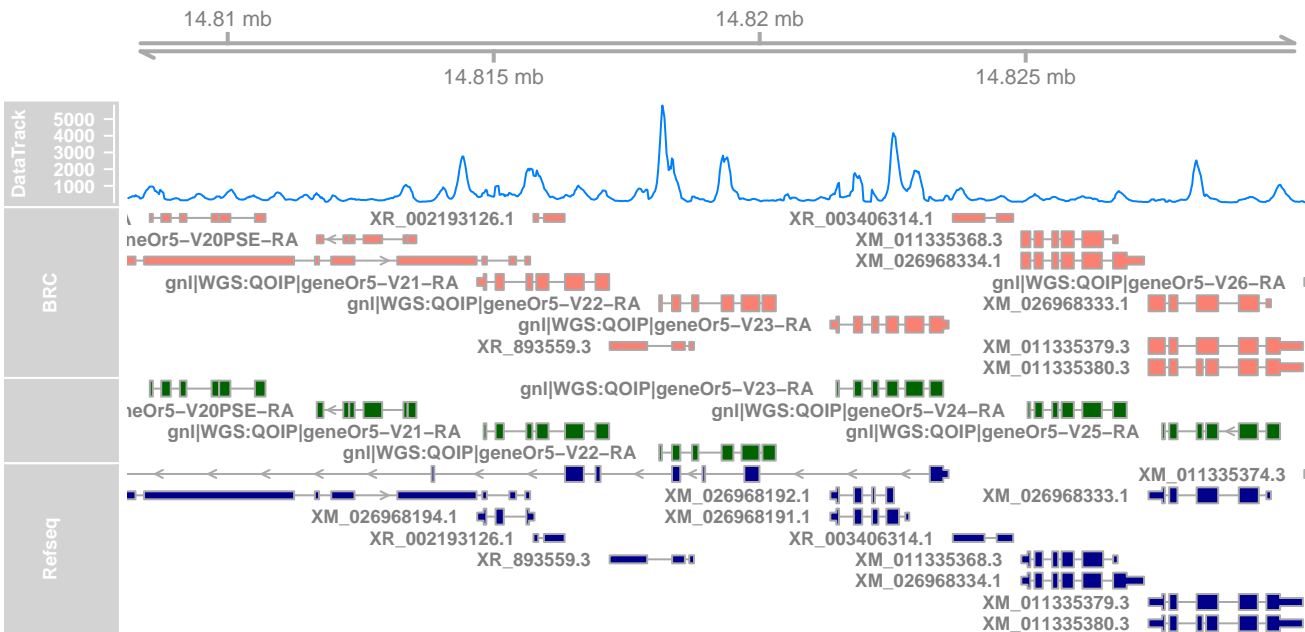 14.81 mb 14.82 mb
14.815 mb 14.825 mb
DataTrack
5000
4000
3000
2000
1000
BRC
A XR_002193126.1 XR_003406314.1
neOr5-V20PSE-RA XM_011335368.3
XM_026968334.1
gnl|WGS:QOIP|geneOr5-V21-RA gnl|WGS:QOIP|geneOr5-V26-RA
gnl|WGS:QOIP|geneOr5-V22-RA XM_026968333.1
gnl|WGS:QOIP|geneOr5-V23-RA
XR_893559.3 XM_011335379.3
XM_011335380.3
gnl|WGS:QOIP|geneOr5-V23-RA
neOr5-V20PSE-RA gnl|WGS:QOIP|geneOr5-V24-RA
gnl|WGS:QOIP|geneOr5-V21-RA gnl|WGS:QOIP|geneOr5-V25-RA
gnl|WGS:QOIP|geneOr5-V22-RA
Refseq
XM_011335374.3
XM_026968192.1 XM_026968333.1
XM_026968194.1 XM_026968191.1
XR_002193126.1 XR_003406314.1
XR_893559.3 XM_011335368.3
XM_026968334.1
XM_011335379.3
XM_011335380.3